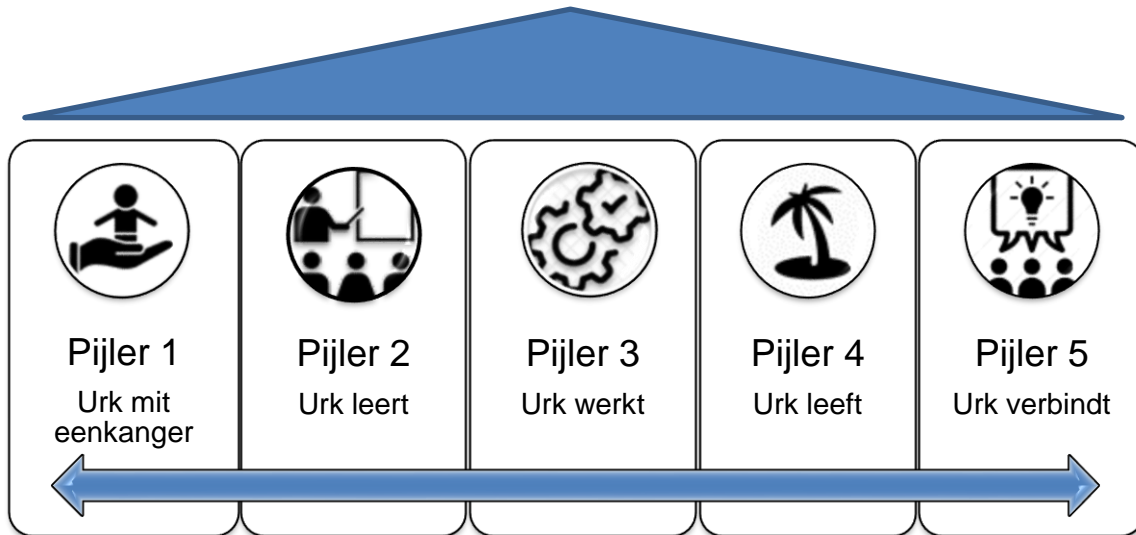 Pijler 1
Urk mit
eenkanger
Pijler 2
Urk leert
Pijler 3
Urk werkt
Pijler 4
Urk leeft
Pijler 5
Urk verbindt